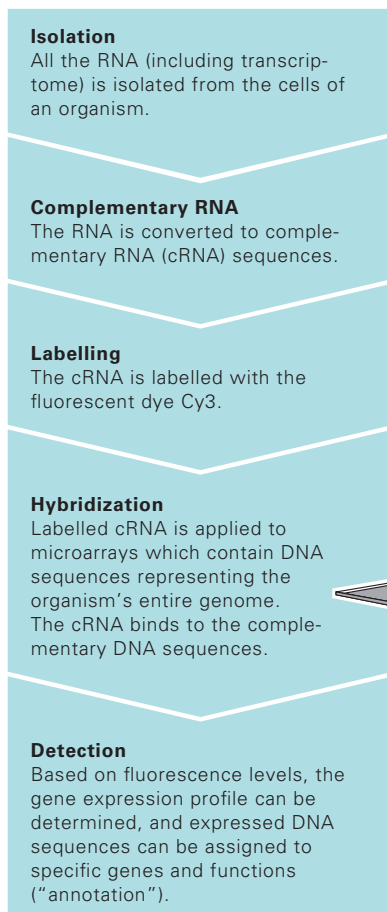 Isolation
All the RNA (including transcrip-
tome) is isolated from the cells of
an organism.
Complementary RNA
The RNA is converted to comple-
mentary RNA (cRNA) sequences.
Labelling
The cRNA is labelled with the
fluorescent dye Cy3.
Hybridization
Labelled cRNA is applied to
microarrays which contain DNA
sequences representing the
organism's entire genome.
The cRNA binds to the comple-
mentary DNA sequences.
Detection
Based on fluorescence levels, the
gene expression profile can be
determined, and expressed DNA
sequences can be assigned to
specific genes and functions
(“annotation”).